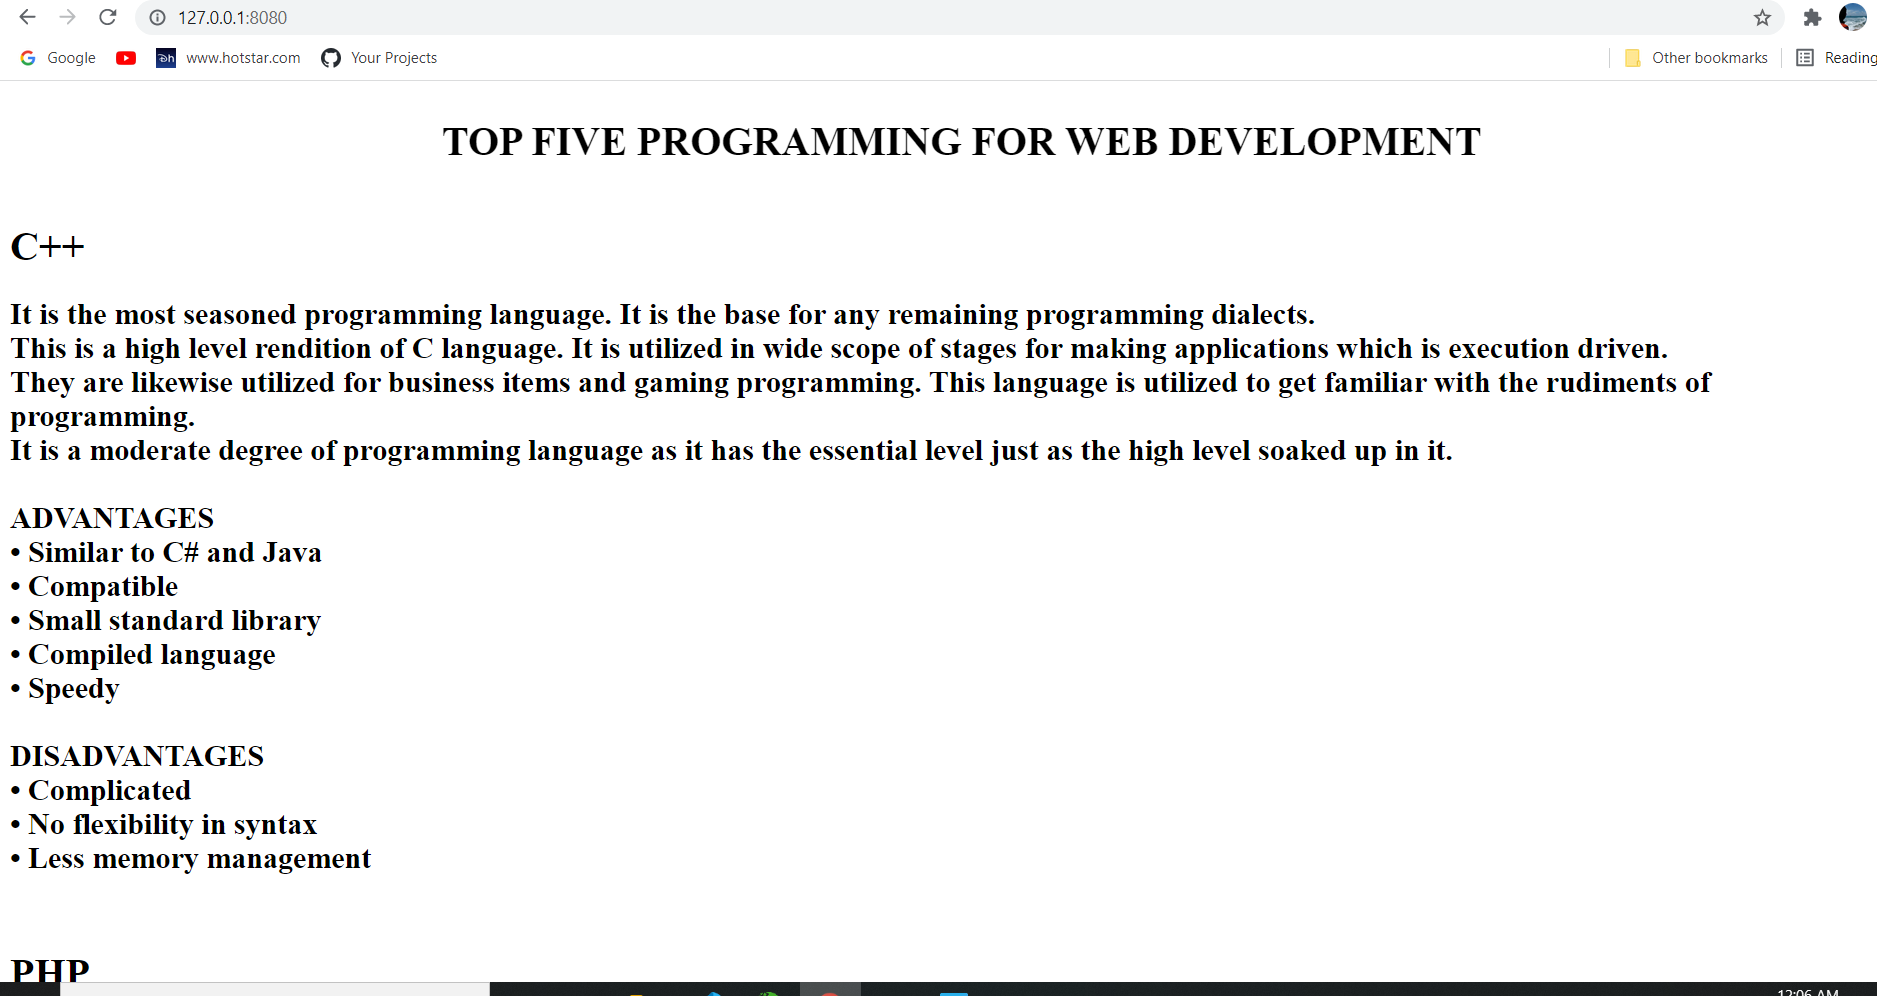 127.0.0.1:8080
Google www.hotstar.com Your Projects Other bookmarks Reading
TOP FIVE PROGRAMMING FOR WEB DEVELOPMENT
C++
It is the most seasoned programming language. It is the base for any remaining programming dialects.
This is a high level rendition of C language. It is utilized in wide scope of stages for making applications which is execution driven.
They are likewise utilized for business items and gaming programming. This language is utilized to get familiar with the rudiments of
programming.
It is a moderate degree of programming language as it has the essential level just as the high level soaked up in it.
ADVANTAGES
• Similar to C# and Java
• Compatible
• Small standard library
• Compiled language
• Speedy
DISADVANTAGES
• Complicated
• No flexibility in syntax
• Less memory management
PHP
12:06 AM